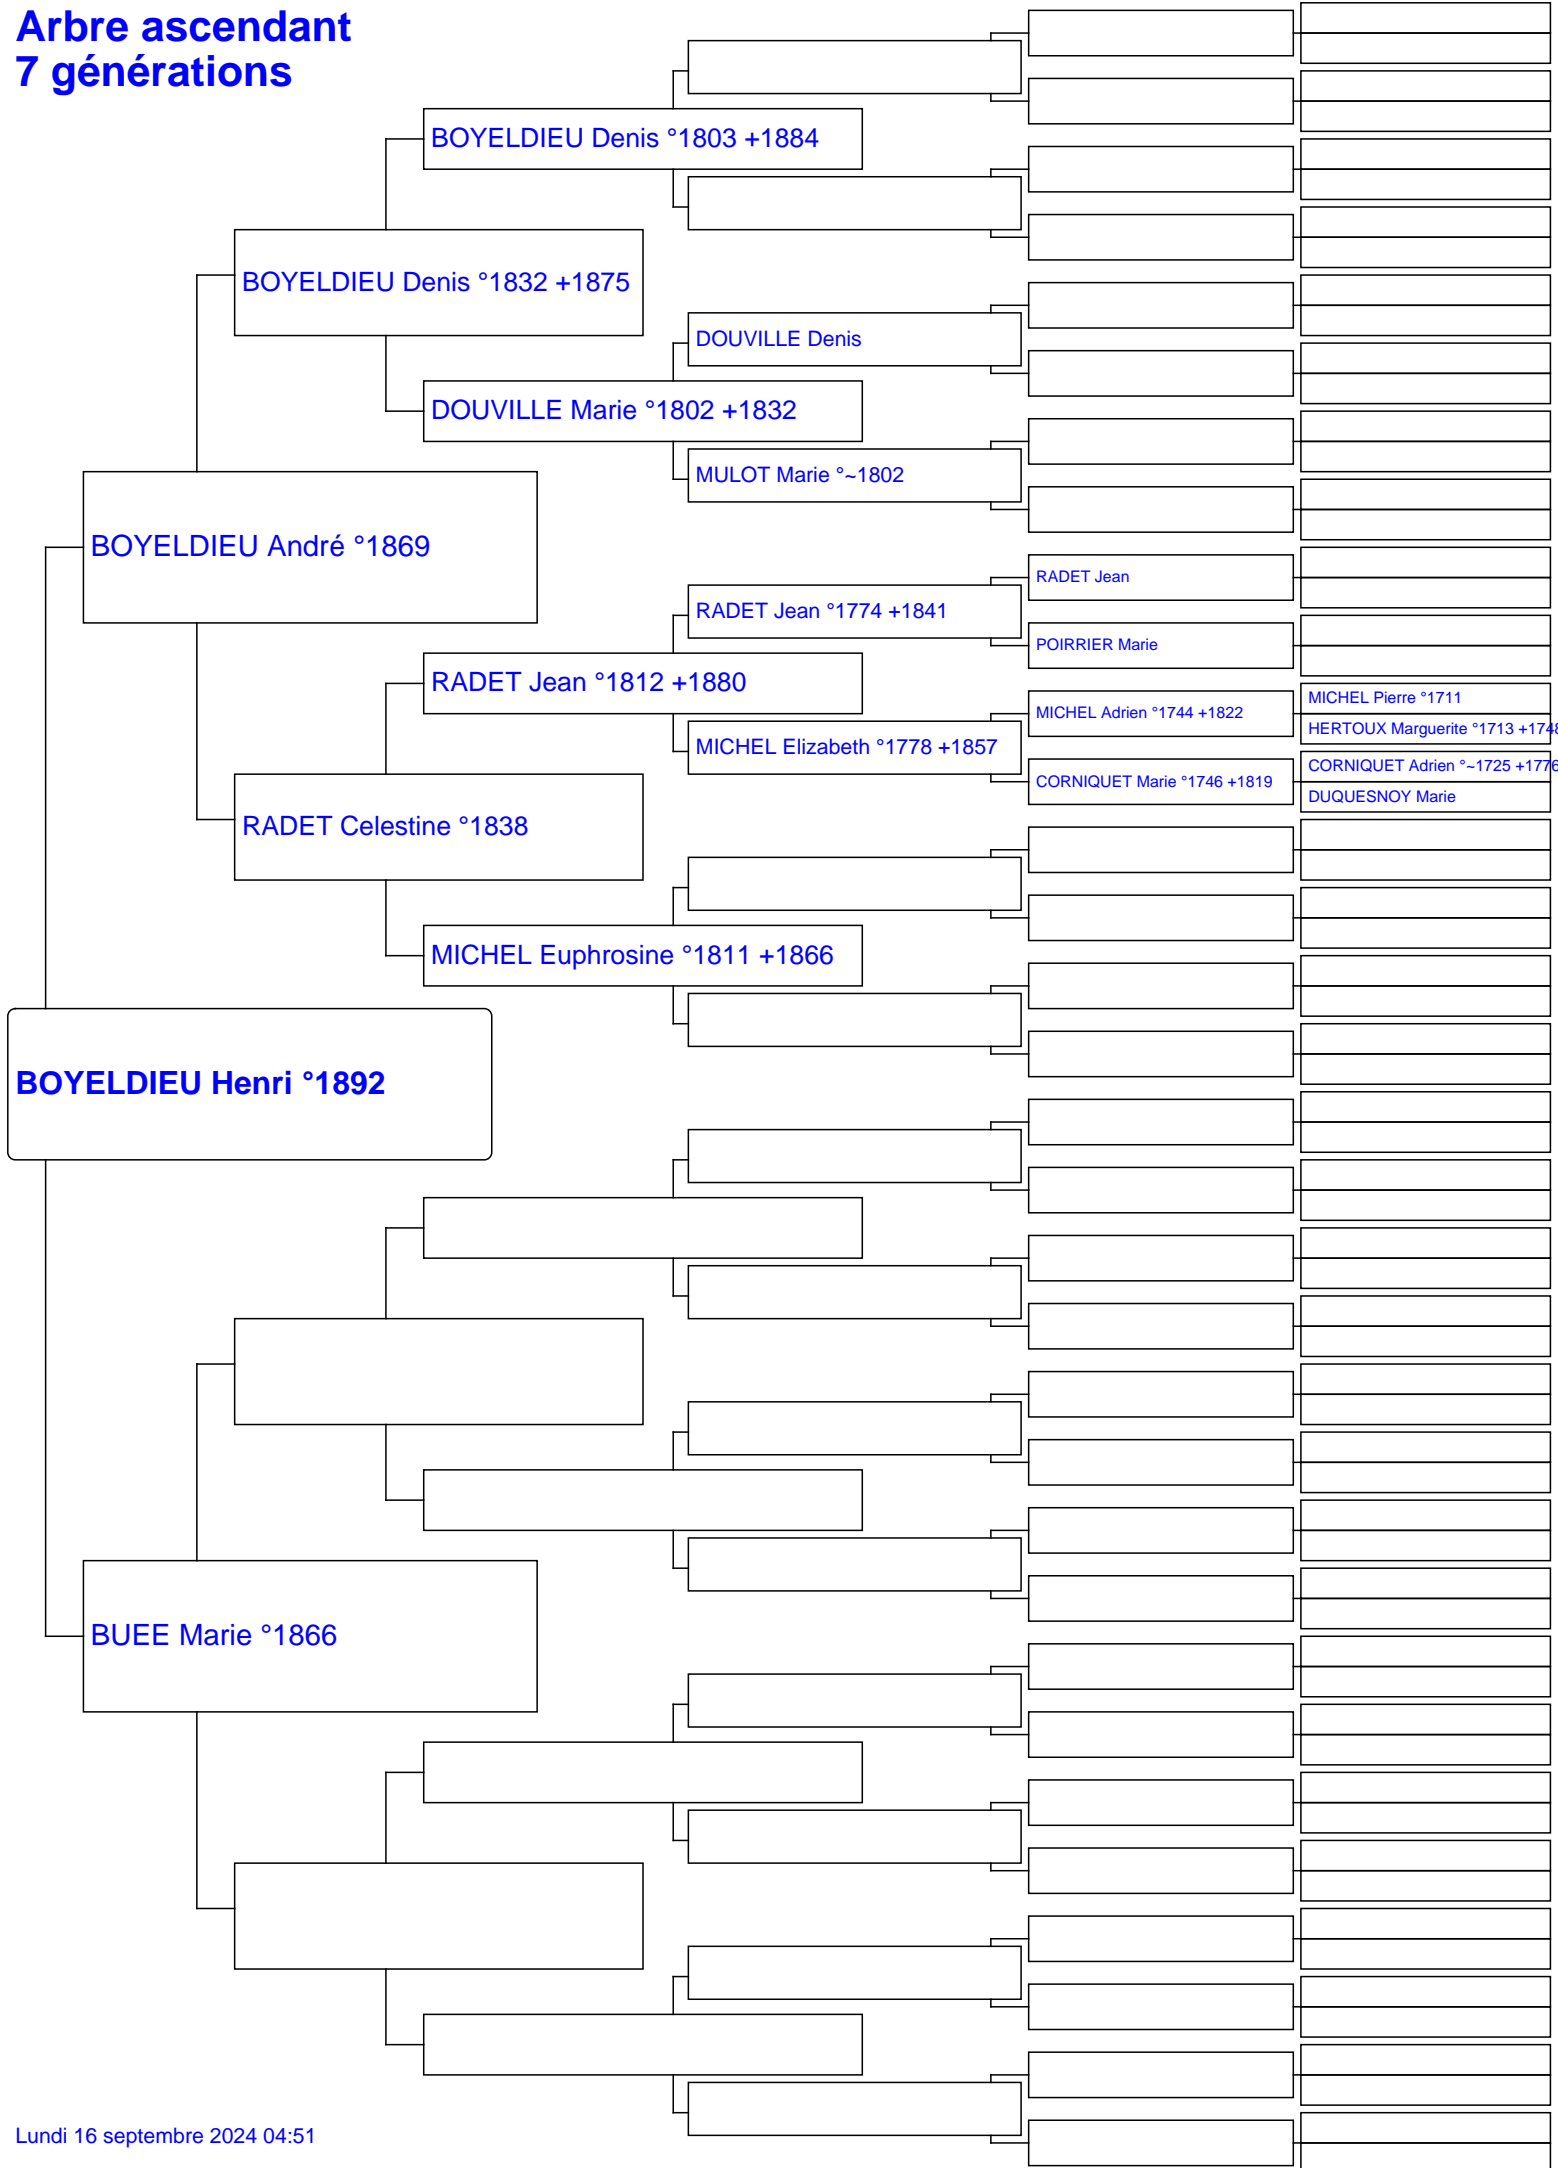 Arbre ascendant
7 générations
BOYELDIEU Denis °1803 +1884
BOYELDIEU Denis °1832 +1875
DOUVILLE Denis
DOUVILLE Marie °1802 +1832
MULOT Marie °~1802
BOYELDIEU André °1869
RADET Jean
RADET Jean °1774 +1841
POIRRIER Marie
RADET Jean °1812 +1880
MICHEL Pierre °1711
MICHEL Adrien °1744 +1822
HERTOUX Marguerite °1713 +1748
MICHEL Elizabeth °1778 +1857
CORNIQUET Adrien °~1725 +1776
CORNIQUET Marie °1746 +1819
DUQUESNOY Marie
RADET Celestine °1838
MICHEL Euphrosine °1811 +1866
BOYELDIEU Henri °1892
BUEE Marie °1866
Lundi 16 septembre 2024 04:51